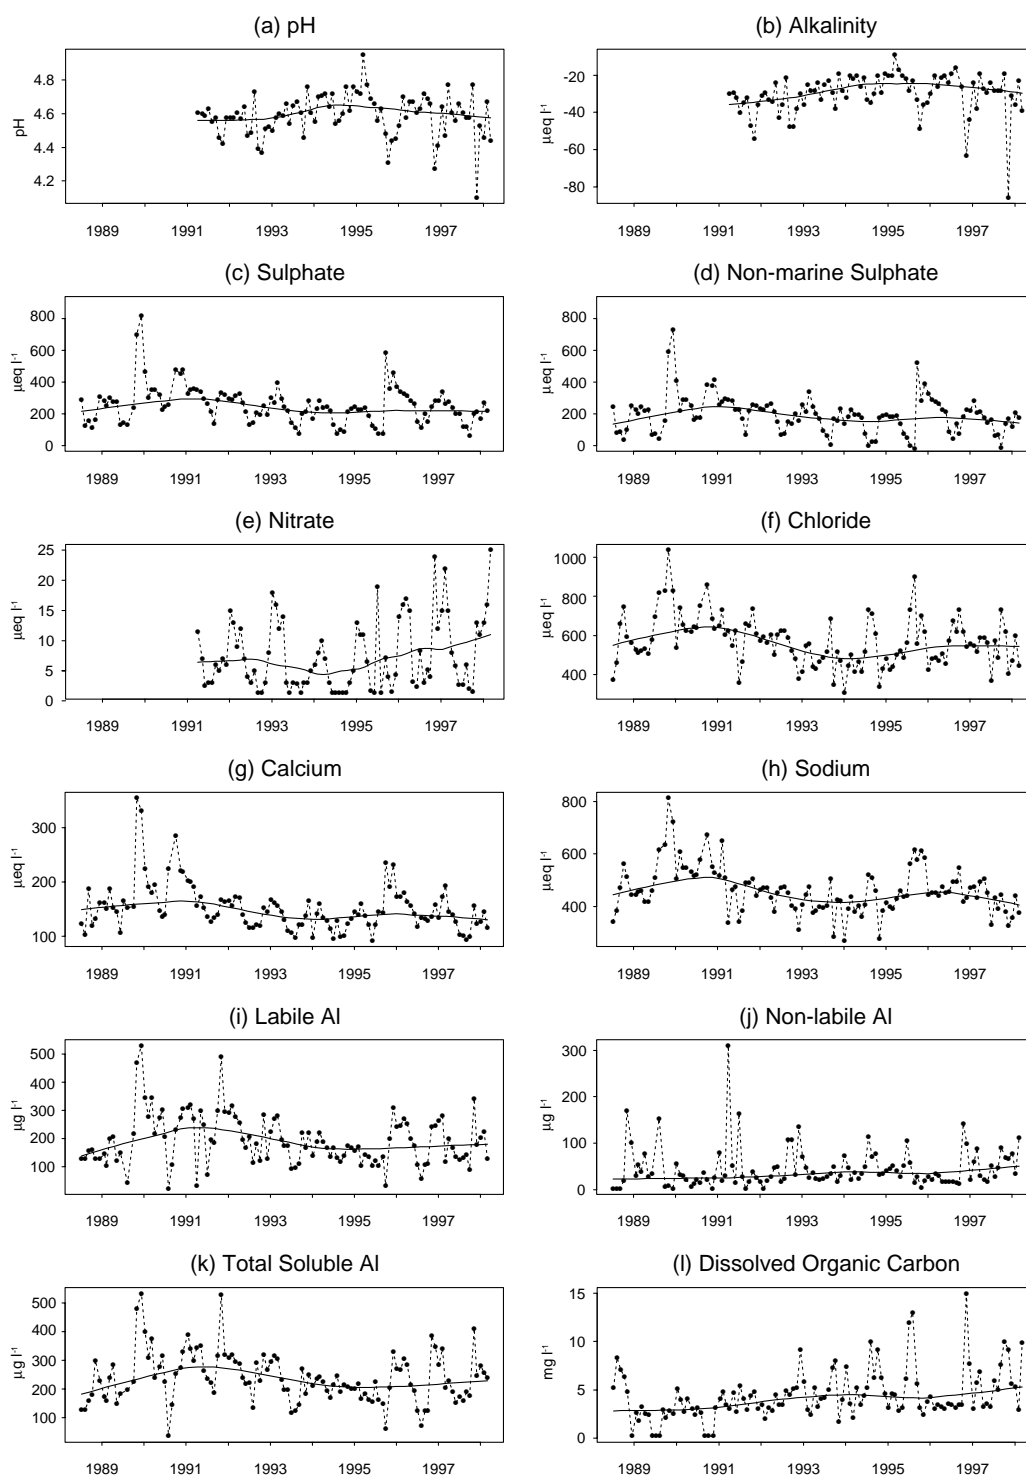 (a) pH
(b) Alkalinity
pH
4.8
4.6
4.4
4.2
1989 1991 1993 1995 1997
µeq l-1
-20
-40
-60
-80
1989 1991 1993 1995 1997
(c) Sulphate
(d) Non-marine Sulphate
µeq l-1
800
600
400
200
0
1989 1991 1993 1995 1997
µeq l-1
800
600
400
200
0
1989 1991 1993 1995 1997
(e) Nitrate
(f) Chloride
µeq l-1
25
20
15
10
5
0
1989 1991 1993 1995 1997
µeq l-1
1000
800
600
400
1989 1991 1993 1995 1997
(g) Calcium
(h) Sodium
µeq l-1
300
200
100
1989 1991 1993 1995 1997
µeq l-1
800
600
400
1989 1991 1993 1995 1997
(i) Labile Al
(j) Non-labile Al
µg l-1
500
400
300
200
100
1989 1991 1993 1995 1997
µg l-1
300
200
100
0
1989 1991 1993 1995 1997
(k) Total Soluble Al
(l) Dissolved Organic Carbon
µg l-1
500
400
300
200
100
1989 1991 1993 1995 1997
mg l-1
15
10
5
0
1989 1991 1993 1995 1997